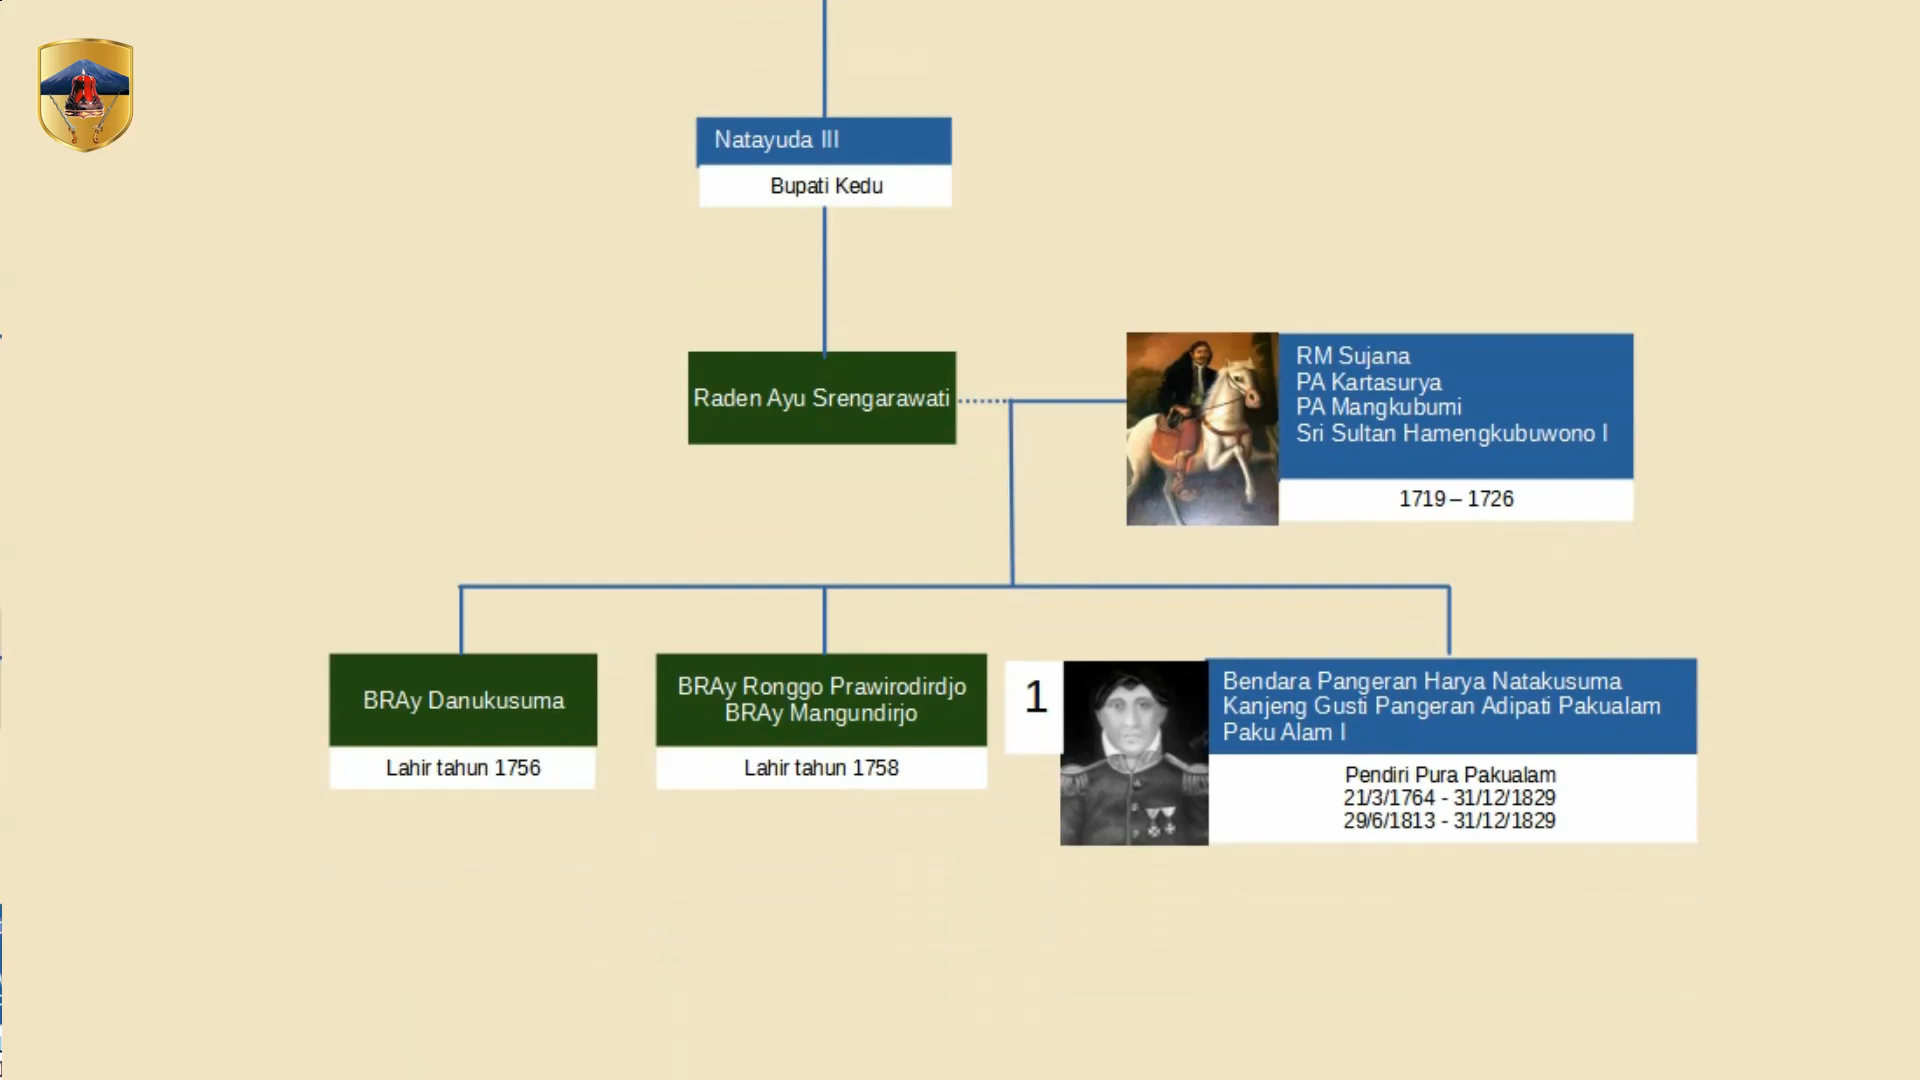 Natayuda III
Bupati Kedu
Raden Ayu Srengarawati
RM Sujana
PA Kartasurya
PA Mangkubumi
Sri Sultan Hamengkubuwono I
1719 – 1726
BRAy Danukusuma
Lahir tahun 1756
BRAy Ronggo Prawirodirdjo
BRAy Mangundirjo
Lahir tahun 1758
1
Bendara Pangeran Harya Natakusuma
Kanjeng Gusti Pangeran Adipati Pakualam
Paku Alam I
Pendiri Pura Pakualam
21/3/1764 - 31/12/1829
29/6/1813 - 31/12/1829